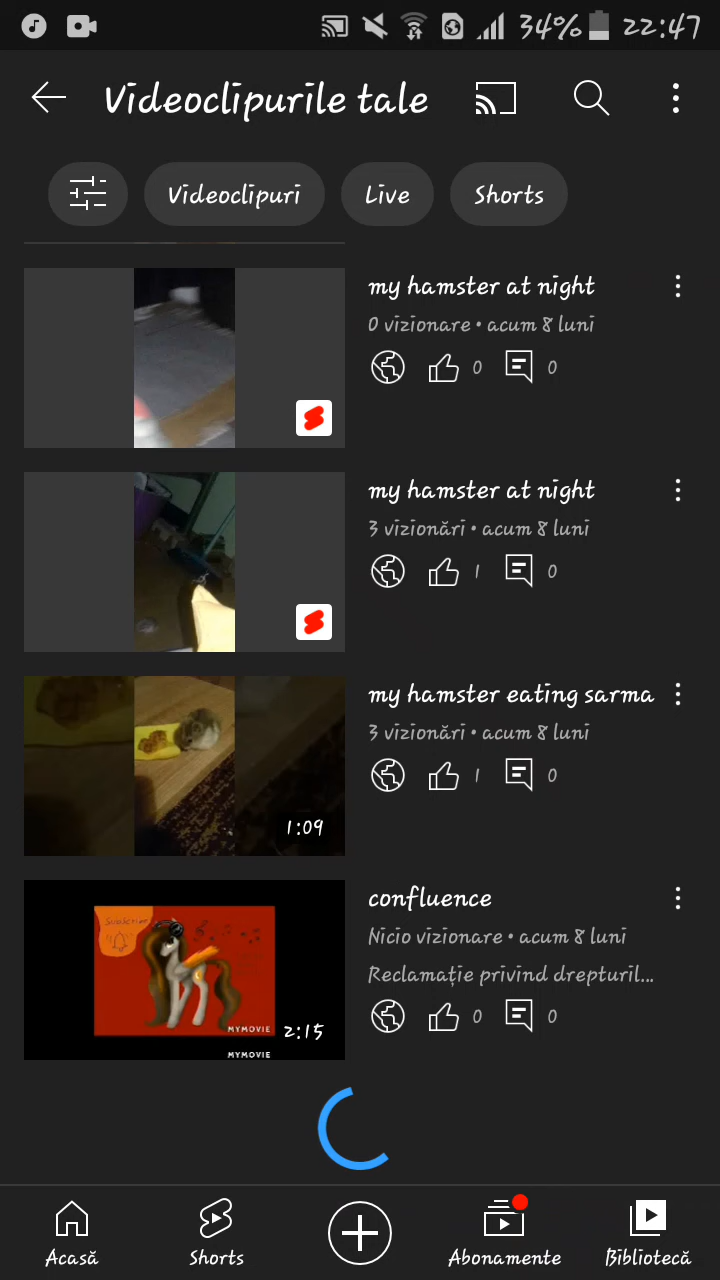 34% 22:47
Videoclipurile tale
Videoclipuri Live Shorts
my hamster at night
0 vizionare • acum 8 luni
0 0
my hamster at night
3 vizionări • acum 8 luni
1 0
my hamster eating sarma
3 vizionări • acum 8 luni
1 0
1:09
confluence
Nicio vizionare • acum 8 luni
Reclamație privind drepturil...
0 0
Subscribe
MYMOVIE
2:15
MYMOVIE
Acasă Shorts Abonamente Bibliotecă